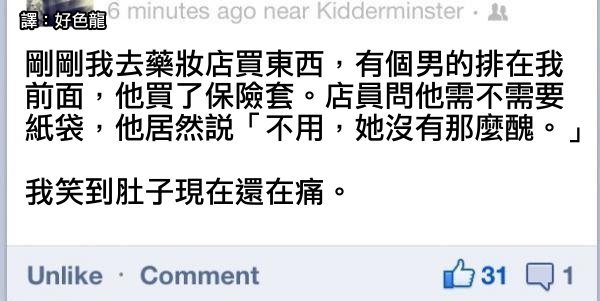 譯：好色龍
6 minutes ago near Kidderminster ·
剛剛我去藥妝店買東西，有個男的排在我
前面，他買了保險套。店員問他需不需要
紙袋，他居然說「不用，她沒有那麼醜。」
我笑到肚子現在還在痛。
Unlike · Comment 31 1